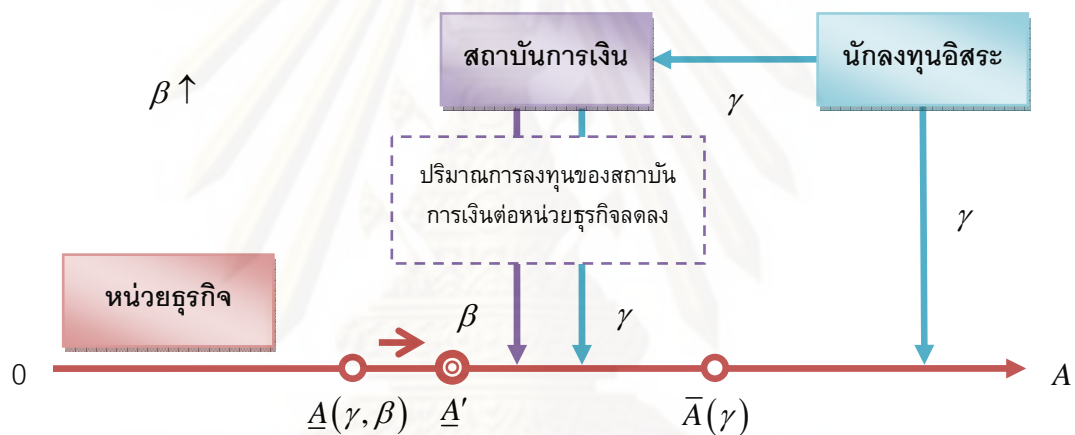 สถาบันการเงิน
นักลงทุนอิสระ
β ↑
γ
ปริมาณการลงทุนของสถาบัน
การเงินต่อหน่วยธุรกิจลดลง
γ
หน่วยธุรกิจ
β
γ
0
A
A̲(γ, β)
A̲′
A̅(γ)